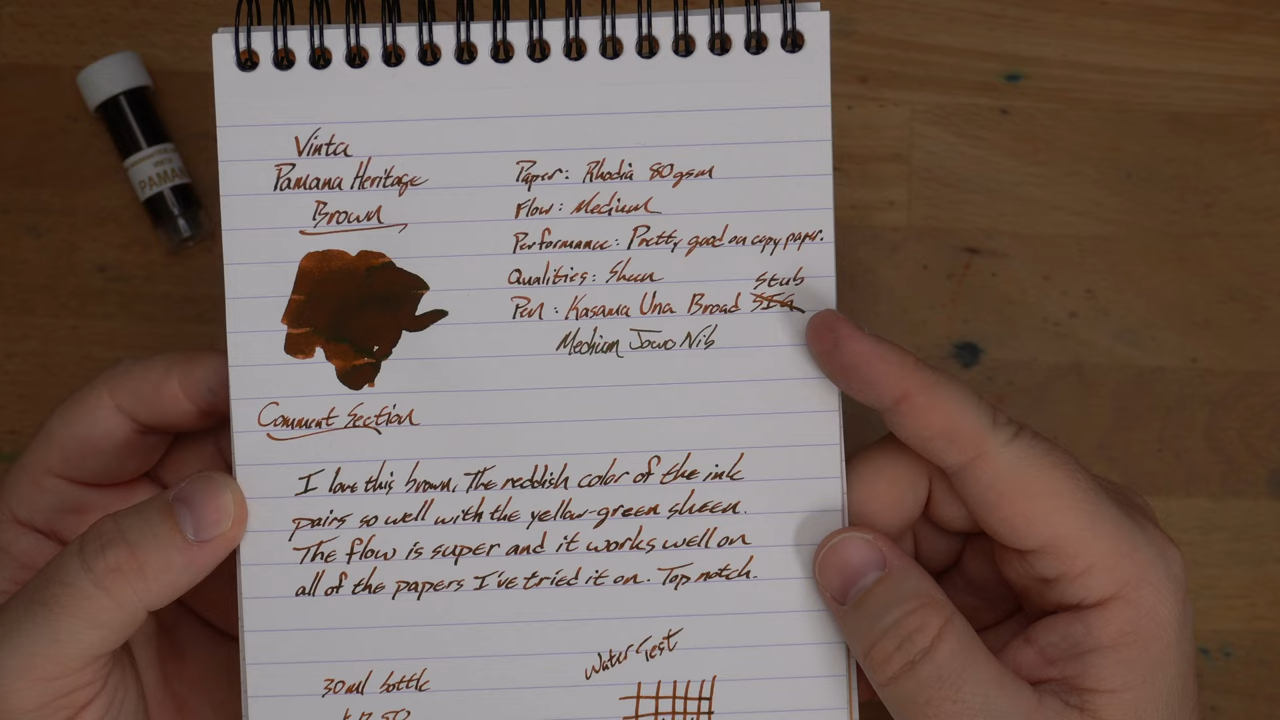 Vinta
Pamana Heritage
Brown
Paper: Rhodia 80gsm
Flow: Medium
Performance: Pretty good on copy paper.
Qualities: Sheen
Stub
Pen: Kasama Una Broad SIG
Medium Jowo Nib
Comment Section
I love this brown. The reddish color of the ink
pairs so well with the yellow-green sheen.
The flow is super and it works well on
all of the papers I've tried it on. Top notch.
Water Test
30ml bottle
PAMAN